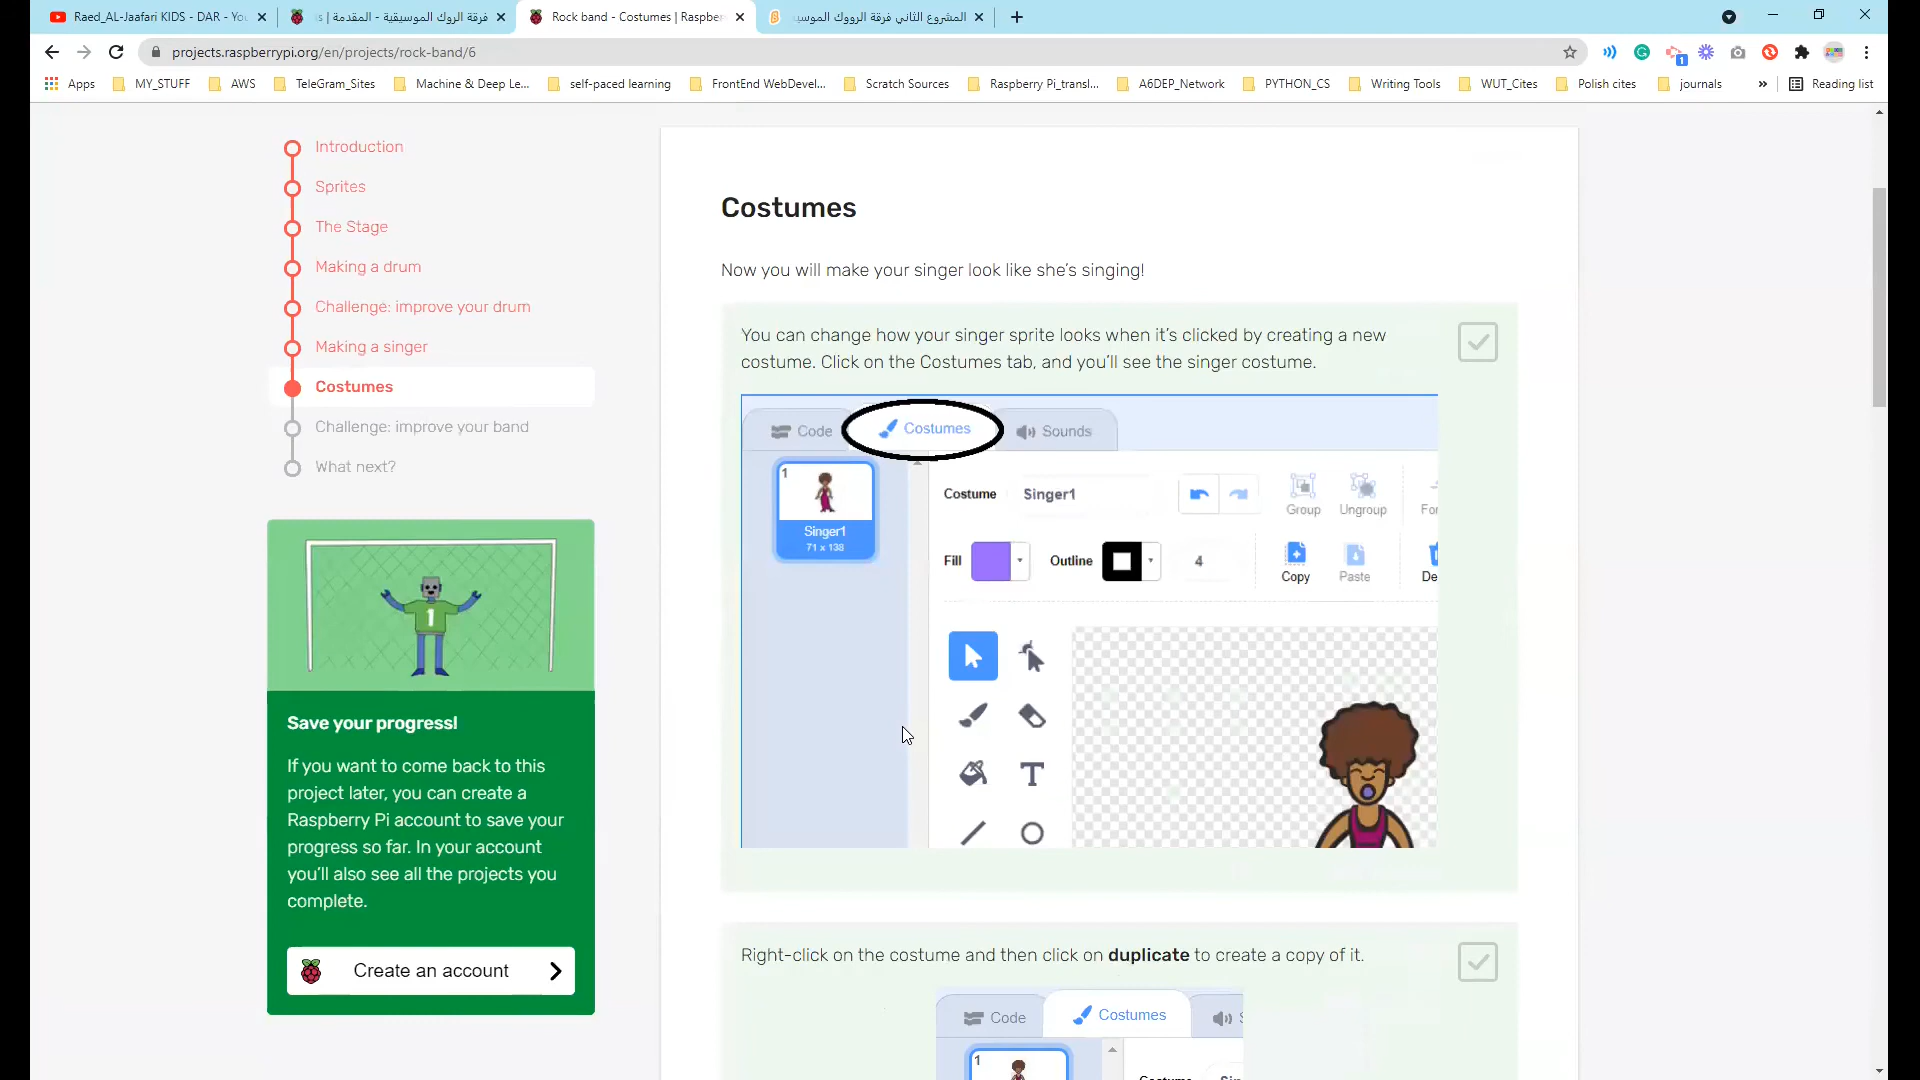 Raed_AL-Jaafari KIDS - DAR - You
فرقة الروك الموسيقية - المقدمة | s
Rock band - Costumes | Raspber
المشروع الثاني فرقة الرووك الموسي
projects.raspberrypi.org/en/projects/rock-band/6
1
Apps MY_STUFF AWS TeleGram_Sites Machine & Deep Le... self-paced learning FrontEnd WebDevel... Scratch Sources Raspberry Pi_transl... A6DEP_Network PYTHON_CS Writing Tools WUT_Cites Polish cites journals » Reading list
Introduction
Sprites
The Stage
Making a drum
Challenge: improve your drum
Making a singer
Costumes
Challenge: improve your band
What next?
1
Save your progress!
If you want to come back to this
project later, you can create a
Raspberry Pi account to save your
progress so far. In your account
you'll also see all the projects you
complete.
Create an account
Costumes
Now you will make your singer look like she's singing!
You can change how your singer sprite looks when it's clicked by creating a new
costume. Click on the Costumes tab, and you'll see the singer costume.
Code Costumes Sounds
1
Singer1
71 x 138
Costume Singer1 Group Ungroup For
Fill Outline 4 Copy Paste De
T
Right-click on the costume and then click on duplicate to create a copy of it.
Code Costumes S
1
Costume Sin